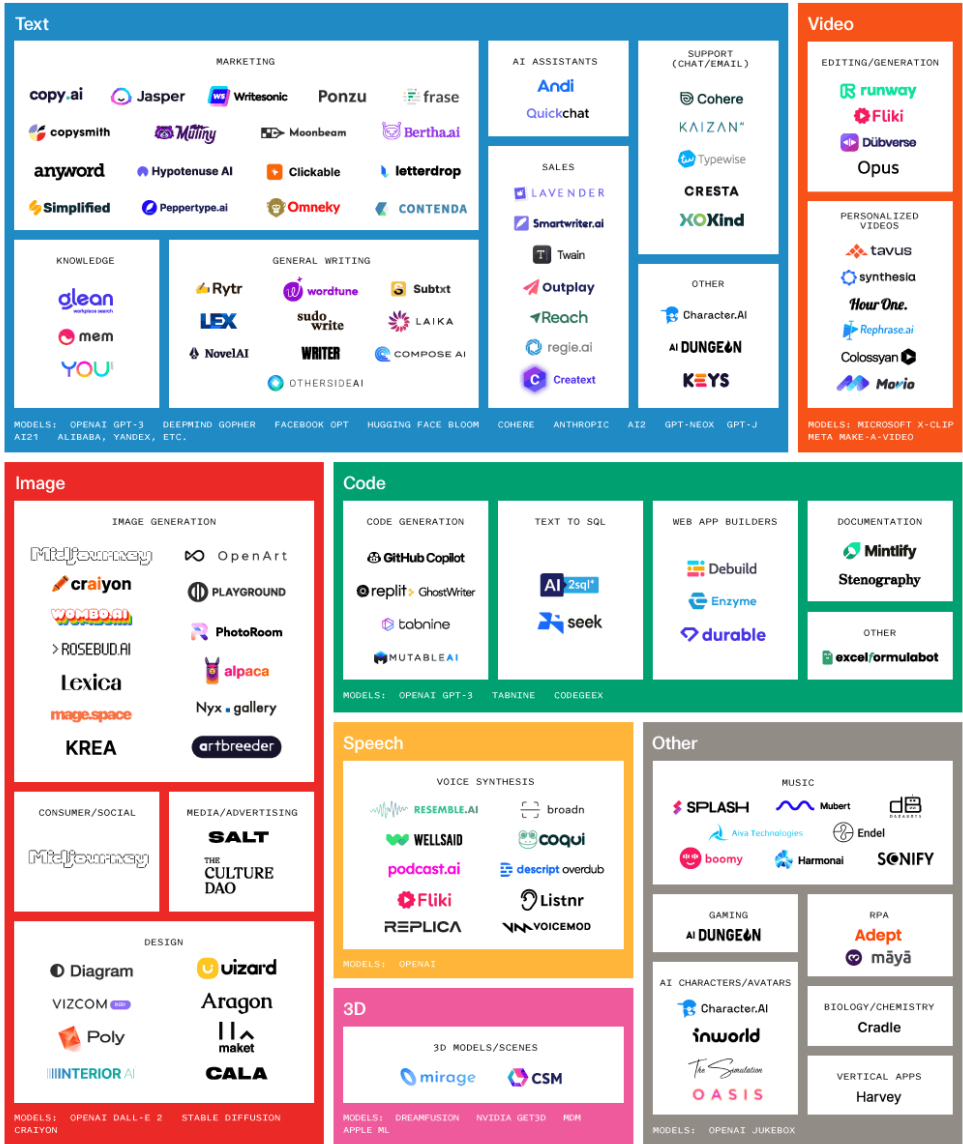 Text
MARKETING
copy.ai Jasper WS Writesonic Ponzu frase
copysmith Mutiny Moonbeam Bertha.ai
anyword Hypotenuse AI Clickable letterdrop
Simplified Peppertype.ai Omneky CONTENDA
KNOWLEDGE
glean
workplace search
mem
YOU
GENERAL WRITING
Rytr wordtune Subtxt
LEX sudo write LAIKA
NovelAI WRITER COMPOSE AI
OTHERSIDEAI
AI ASSISTANTS
Andi
Quickchat
SALES
LAVENDER
Smartwriter.ai
T Twain
Outplay
Reach
regie.ai
C Creatext
SUPPORT
(CHAT/EMAIL)
Cohere
KAIZAN
tw Typewise
CRESTA
XOKind
OTHER
Character.AI
AI DUNGEON
KEYS
MODELS: OPENAI GPT-3 DEEPMIND GOPHER FACEBOOK OPT HUGGING FACE BLOOM COHERE ANTHROPIC AI2 GPT-NEOX GPT-J
AI21 ALIBABA, YANDEX, ETC.
Video
EDITING/GENERATION
runway
Fliki
Dübverse
Opus
PERSONALIZED
VIDEOS
tavus
synthesia
Hour One.
Rephrase.ai
Colossyan
Movio
MODELS: MICROSOFT X-CLIP
META MAKE-A-VIDEO
Image
IMAGE GENERATION
Midjourney OpenArt
craiyon PLAYGROUND
WOMBO.AI PhotoRoom
ROSEBUD.AI alpaca
Lexica Nyx.gallery
mage.space artbreeder
KREA
CONSUMER/SOCIAL
Midjourney
MEDIA/ADVERTISING
SALT
THE
CULTURE
DAO
DESIGN
Diagram uizard
VIZCOM Aragon
Poly maket
INTERIOR AI CALA
MODELS: OPENAI DALL-E 2 STABLE DIFFUSION
CRAIYON
Code
CODE GENERATION
GitHub Copilot
replit GhostWriter
tabnine
MUTABLEAI
TEXT TO SQL
AI 2sql
seek
WEB APP BUILDERS
Debuild
Enzyme
durable
DOCUMENTATION
Mintlify
Stenography
OTHER
excelformulabot
MODELS: OPENAI GPT-3 TABNINE CODEGEEX
Speech
VOICE SYNTHESIS
RESEMBLE.AI broadn
WELLSAID coqui
podcast.ai descript overdub
Fliki Listnr
REPLICA VOICEMOD
MODELS: OPENAI
3D
3D MODELS/SCENES
mirage CSM
MODELS: DREAMFUSION NVIDIA GET3D MDM
APPLE ML
Other
MUSIC
SPLASH Mubert dB
Aiva Technologies Endel
boomy Harmonai SONIFY
GAMING
AI DUNGEON
RPA
Adept
māyā
AI CHARACTERS/AVATARS
Character.AI
inworld
The Simulation
OASIS
BIOLOGY/CHEMISTRY
Cradle
VERTICAL APPS
Harvey
MODELS: OPENAI JUKEBOX